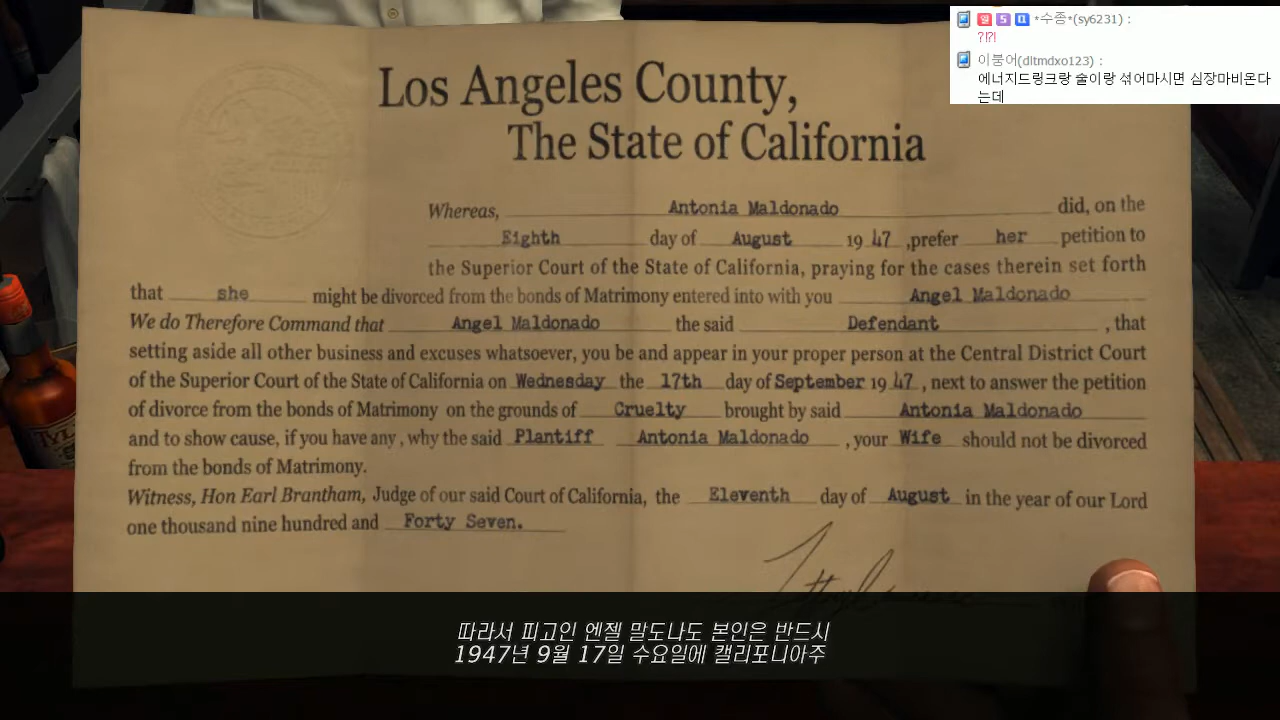 열 5 *수종*(sy6231) :
?!?!
이붕어(dltmdxo123) :
에너지드링크랑 술이랑 섞어마시면 심장마비온다
는데
Los Angeles County,
The State of California
Whereas, Antonia Maldonado did, on the
Eighth day of August 19 47 ,prefer her petition to
the Superior Court of the State of California, praying for the cases therein set forth
that she might be divorced from the bonds of Matrimony entered into with you Angel Maldonado
We do Therefore Command that Angel Maldonado the said Defendant , that
setting aside all other business and excuses whatsoever, you be and appear in your proper person at the Central District Court
of the Superior Court of the State of California on Wednesday the 17th day of September 19 47 , next to answer the petition
of divorce from the bonds of Matrimony on the grounds of Cruelty brought by said Antonia Maldonado
and to show cause, if you have any , why the said Plantiff Antonia Maldonado , your Wife should not be divorced
from the bonds of Matrimony.
Witness, Hon Earl Brantham, Judge of our said Court of California, the Eleventh day of August in the year of our Lord
one thousand nine hundred and Forty Seven.
따라서 피고인 엔젤 말도나도 본인은 반드시
1947년 9월 17일 수요일에 캘리포니아주